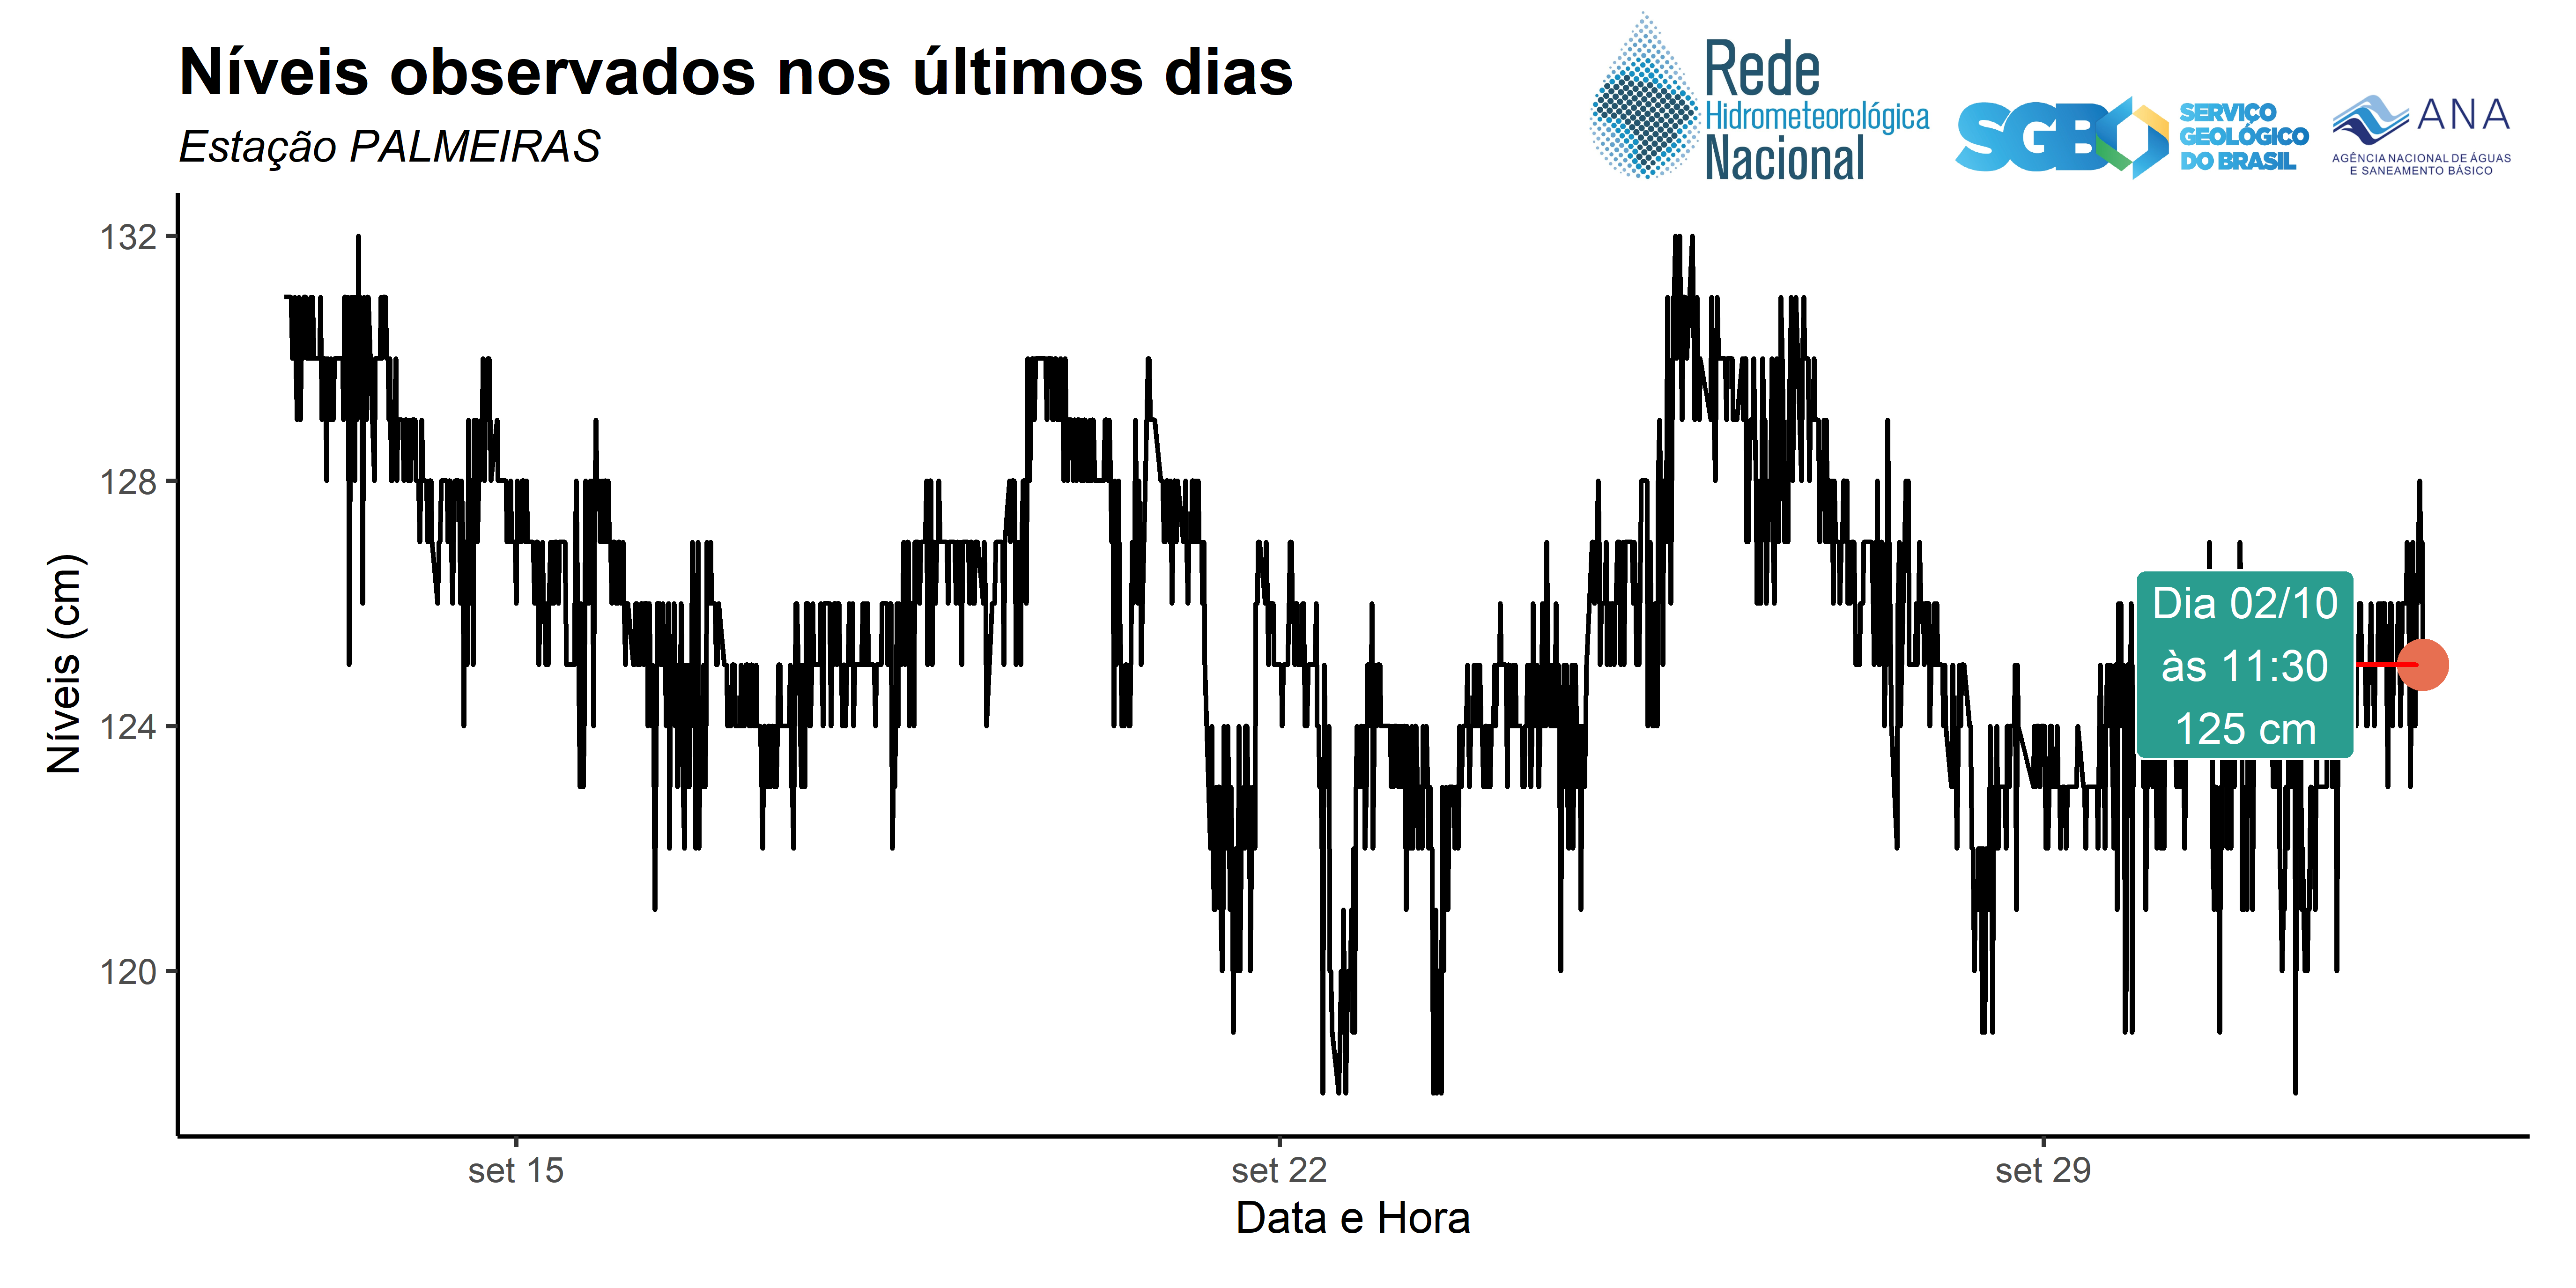 Níveis observados nos últimos dias
Estação PALMEIRAS
Rede
Hidrometeorológica
Nacional
SGB
SERVIÇO
GEOLÓGICO
DO BRASIL
ANA
AGÊNCIA NACIONAL DE ÁGUAS
E SANEAMENTO BÁSICO
Níveis (cm)
132
128
124
120
Dia 02/10
às 11:30
125 cm
set 15
set 22
set 29
Data e Hora